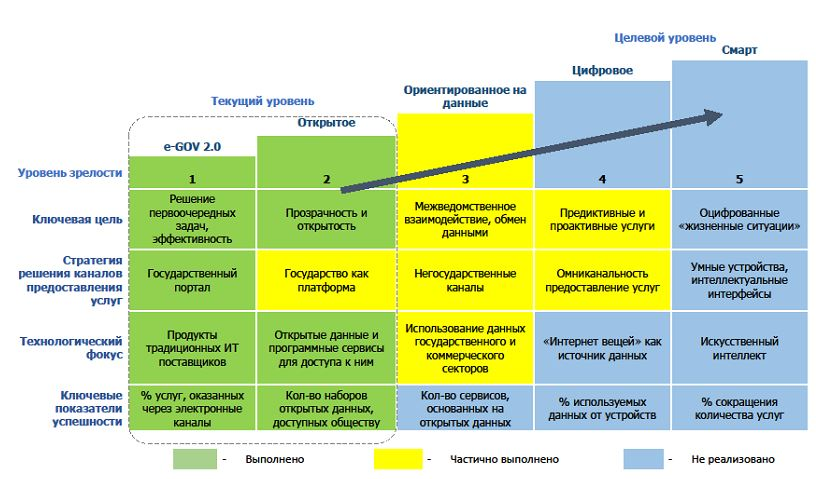 Целевой уровень
Смарт
Цифровое
Ориентированное на
данные
Текущий уровень
Открытое
e-GOV 2.0
Уровень зрелости
1
2
3
4
5
Ключевая цель
Решение
первоочередных
задач,
эффективность
Прозрачность и
открытость
Межведомственное
взаимодействие, обмен
данными
Предиктивные и
проактивные услуги
Оцифрованные
«жизненные ситуации»
Стратегия
решения каналов
предоставления
услуг
Государственный
портал
Государство как
платформа
Негосударственные
каналы
Омниканальность
предоставление услуг
Умные устройства,
интеллектуальные
интерфейсы
Технологический
фокус
Продукты
традиционных ИТ
поставщиков
Открытые данные и
программные сервисы
для доступа к ним
Использование данных
государственного и
коммерческого
секторов
«Интернет вещей» как
источник данных
Искусственный
интеллект
Ключевые
показатели
успешности
% услуг, оказанных
через электронные
каналы
Кол-во наборов
открытых данных,
доступных обществу
Кол-во сервисов,
основанных на
открытых данных
% используемых
данных от устройств
% сокращения
количества услуг
- Выполнено
- Частично выполнено
- Не реализовано